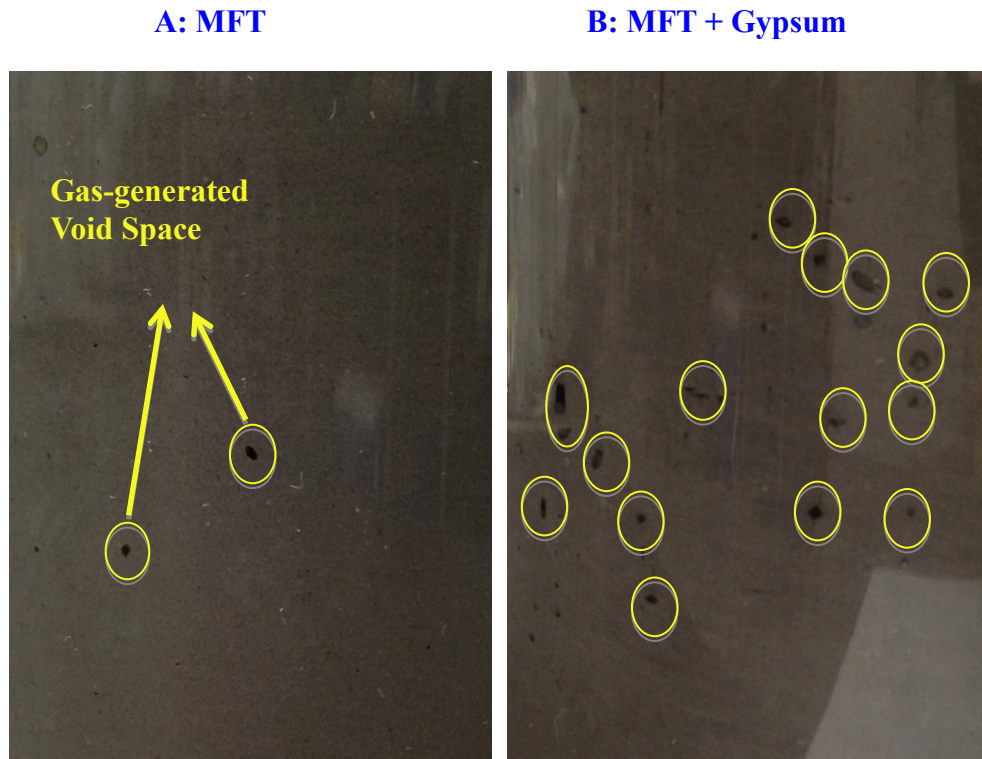 A: MFT
B: MFT + Gypsum
Gas-generated
Void Space